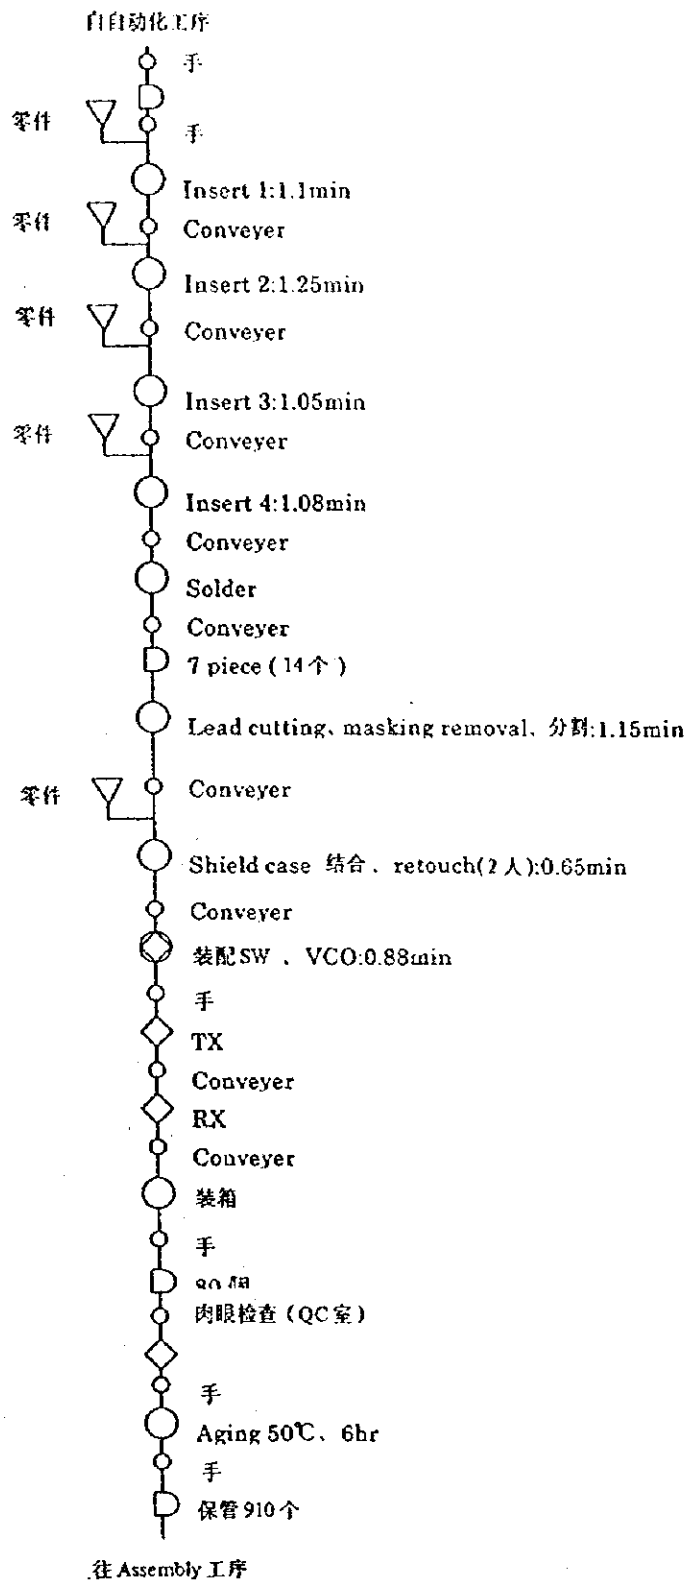 自自动化工序
手
零件
手
Insert 1:1.1min
零件
Conveyer
Insert 2:1.25min
零件
Conveyer
Insert 3:1.05min
零件
Conveyer
Insert 4:1.08min
Conveyer
Solder
Conveyer
7 piece (14个)
Lead cutting、masking removal、分割:1.15min
零件
Conveyer
Shield case 结合、retouch(2人):0.65min
Conveyer
装配SW、VCO:0.88min
手
TX
Conveyer
RX
Conveyer
装箱
手
肉眼检查(QC室)
手
Aging 50℃、6hr
手
保管910个
往Assembly工序